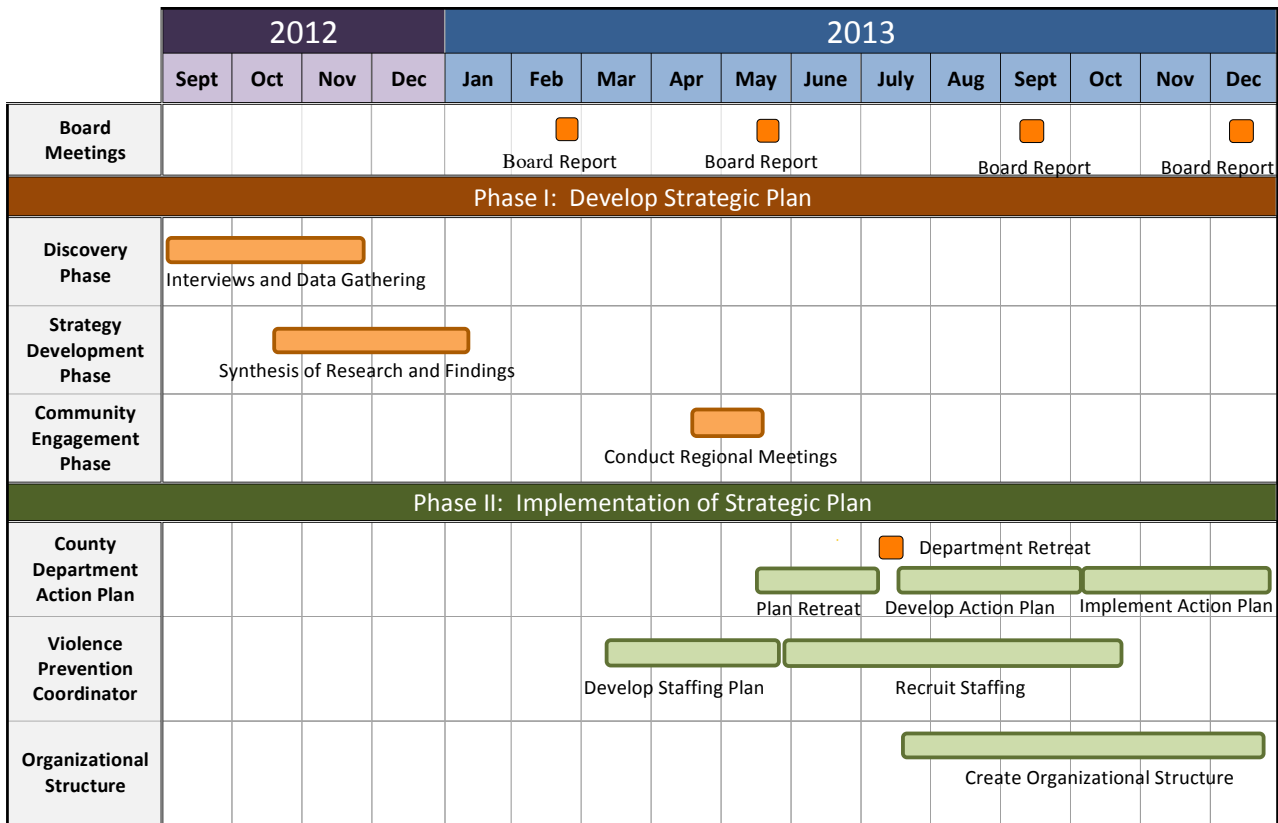 2012 2013
Sept Oct Nov Dec Jan Feb Mar Apr May June July Aug Sept Oct Nov Dec
Board
Meetings
Board Report Board Report Board Report Board Report
Phase I: Develop Strategic Plan
Discovery
Phase
Interviews and Data Gathering
Strategy
Development
Phase
Synthesis of Research and Findings
Community
Engagement
Phase
Conduct Regional Meetings
Phase II: Implementation of Strategic Plan
County
Department
Action Plan
Department Retreat
Plan Retreat Develop Action Plan Implement Action Plan
Violence
Prevention
Coordinator
Develop Staffing Plan Recruit Staffing
Organizational
Structure
Create Organizational Structure